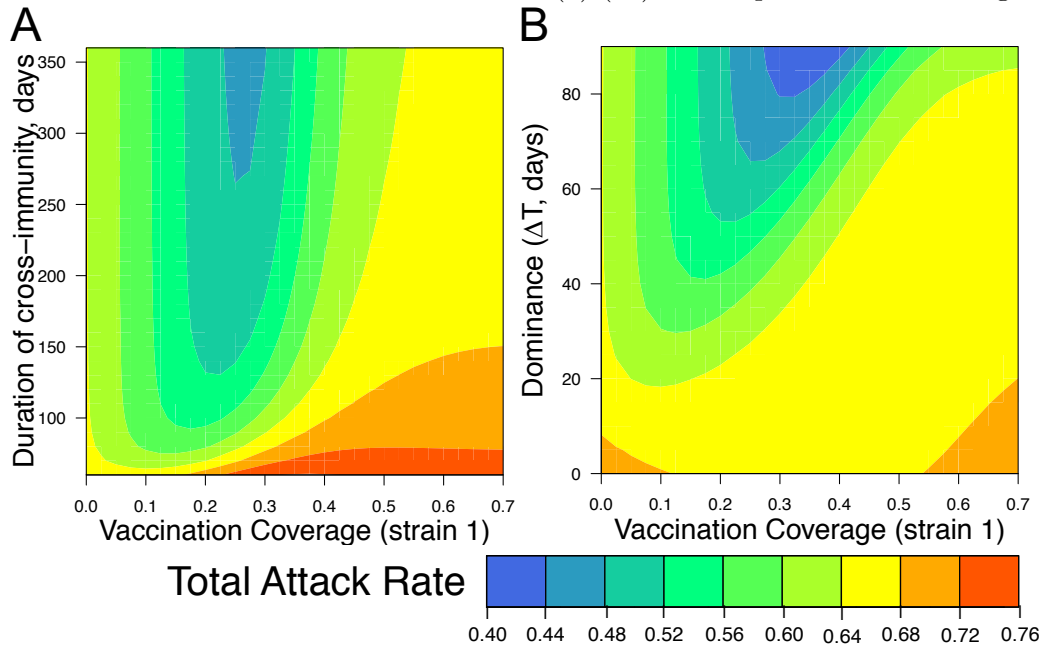 A
B
Duration of cross−immunity, days
350
300
250
200
150
100
0.0 0.1 0.2 0.3 0.4 0.5 0.6 0.7
Vaccination Coverage (strain 1)
Dominance (ΔT, days)
80
60
40
20
0
0.0 0.1 0.2 0.3 0.4 0.5 0.6 0.7
Vaccination Coverage (strain 1)
Total Attack Rate
0.40 0.44 0.48 0.52 0.56 0.60 0.64 0.68 0.72 0.76